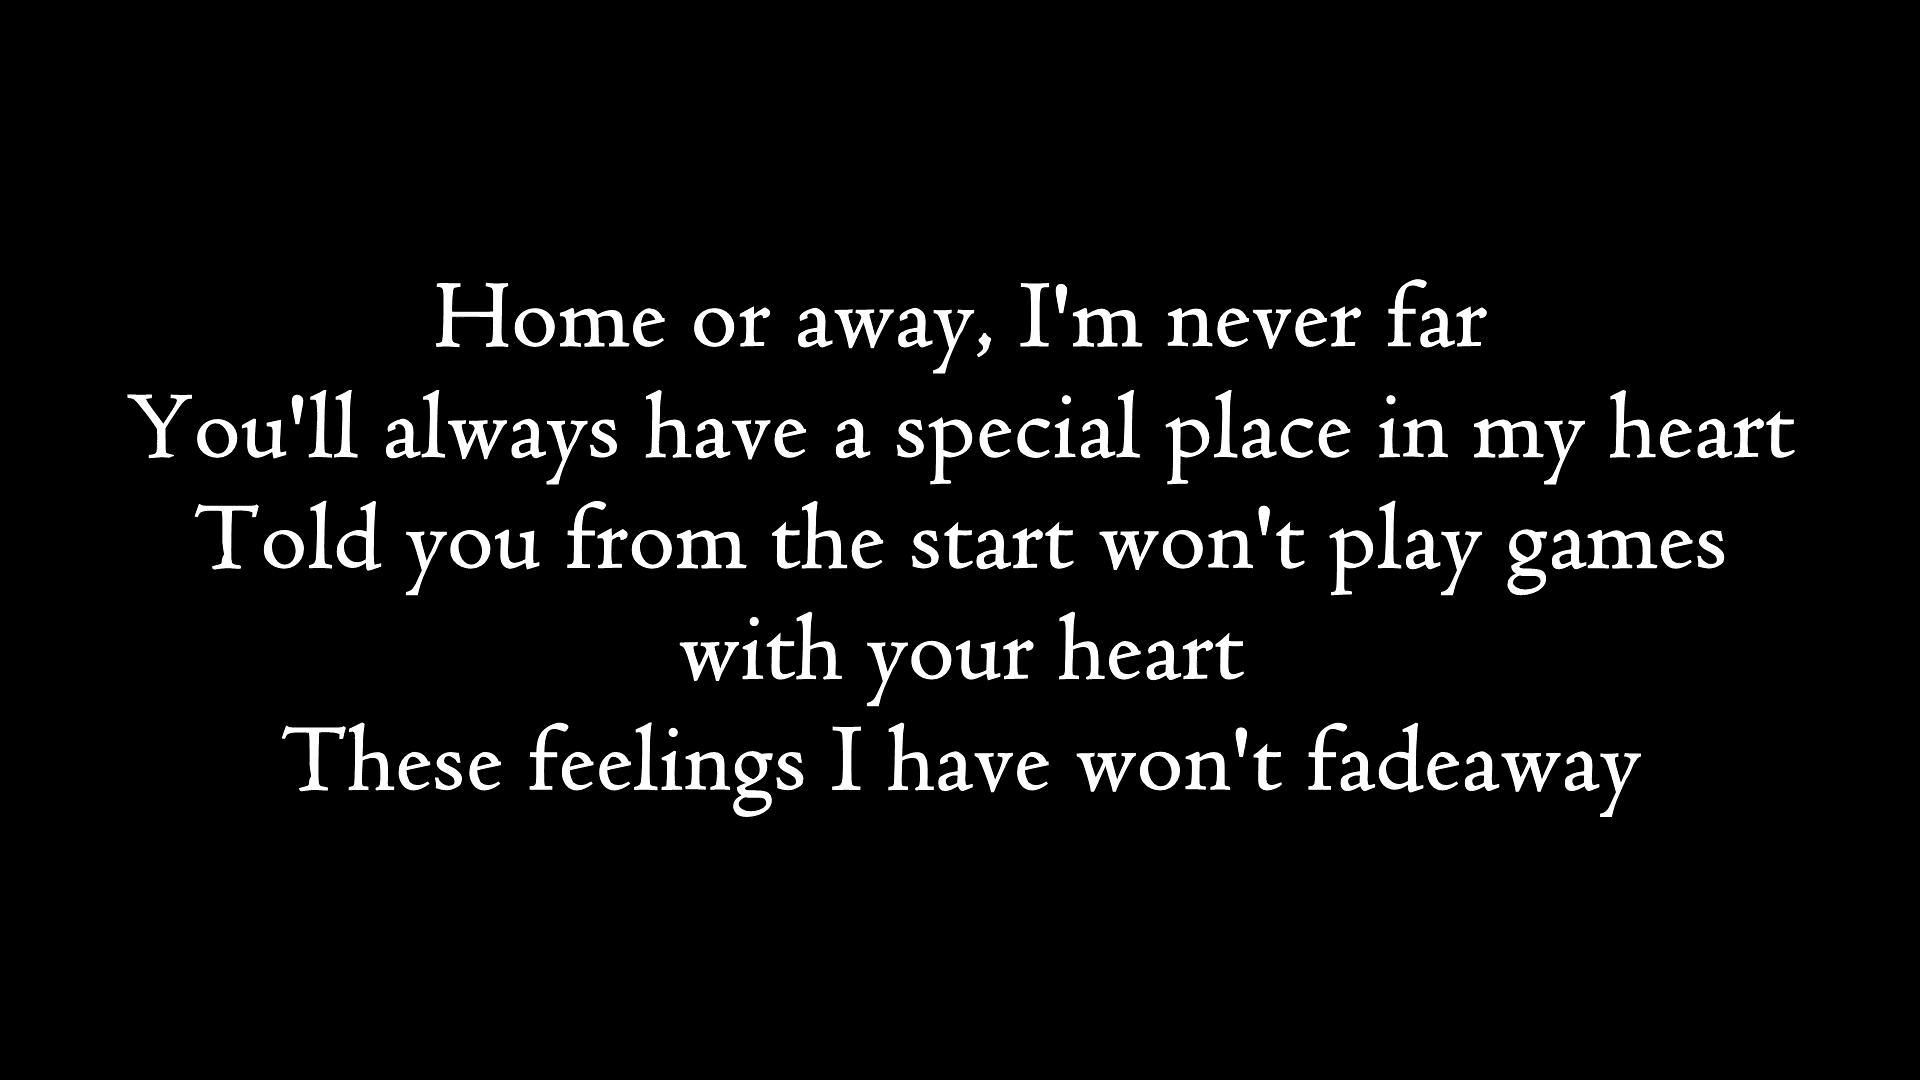 Home or away, I'm never far
You'll always have a special place in my heart
Told you from the start won't play games
with your heart
These feelings I have won't fadeaway